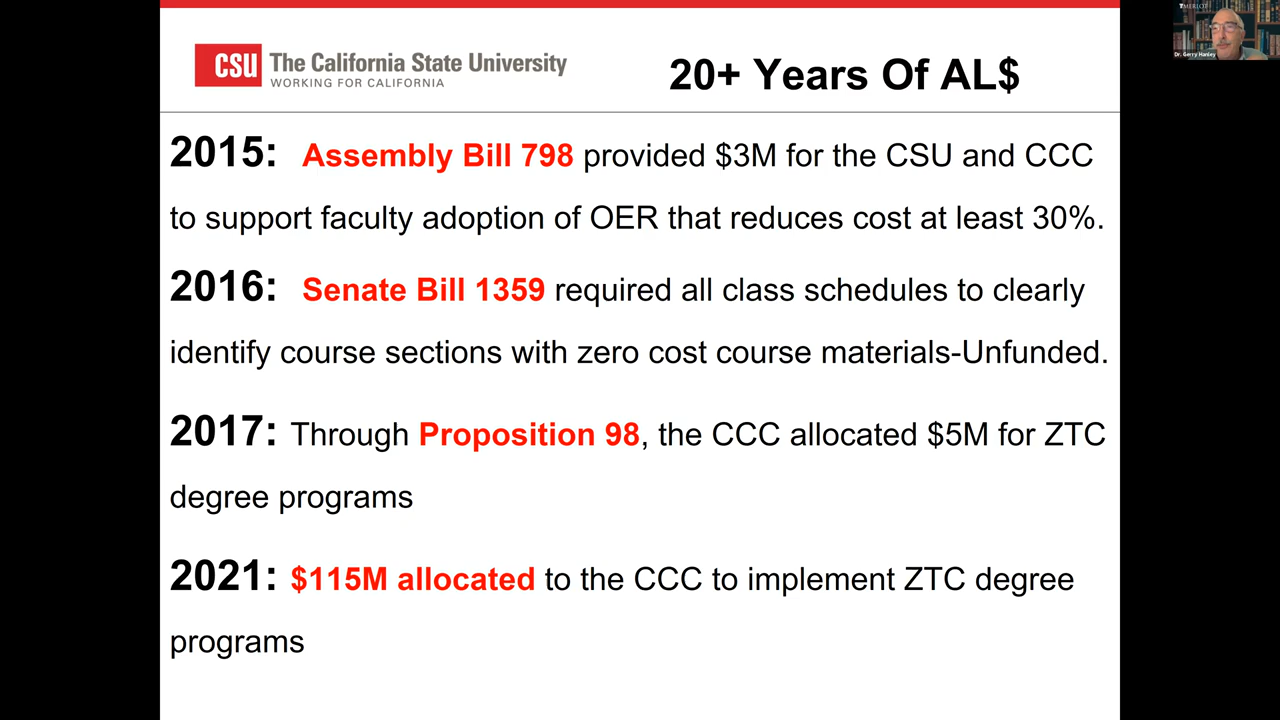 CSU The California State University
WORKING FOR CALIFORNIA
20+ Years Of AL$
2015: Assembly Bill 798 provided $3M for the CSU and CCC
to support faculty adoption of OER that reduces cost at least 30%.
2016: Senate Bill 1359 required all class schedules to clearly
identify course sections with zero cost course materials-Unfunded.
2017: Through Proposition 98, the CCC allocated $5M for ZTC
degree programs
2021: $115M allocated to the CCC to implement ZTC degree
programs
MERLOT
Dr. Gerry Hanley